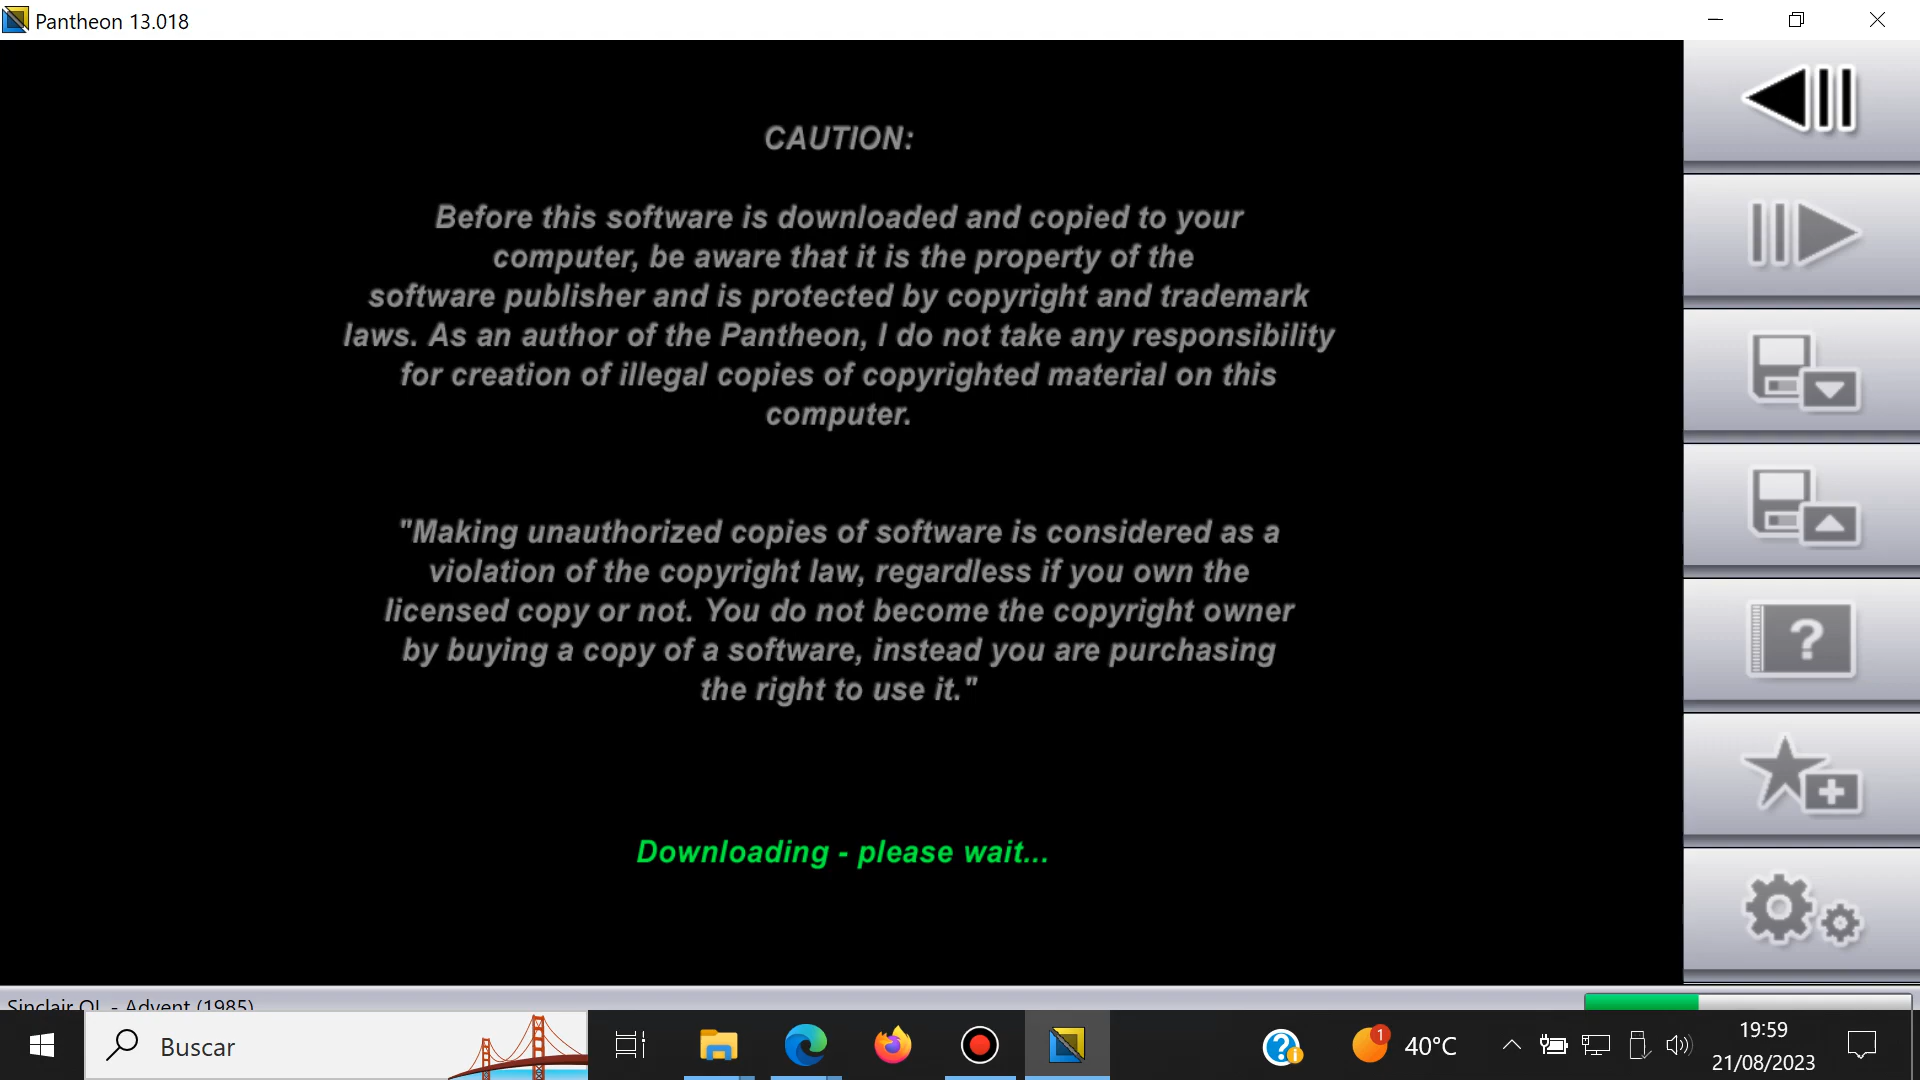 Pantheon 13.018
CAUTION:
Before this software is downloaded and copied to your
computer, be aware that it is the property of the
software publisher and is protected by copyright and trademark
laws. As an author of the Pantheon, I do not take any responsibility
for creation of illegal copies of copyrighted material on this
computer.
"Making unauthorized copies of software is considered as a
violation of the copyright law, regardless if you own the
licensed copy or not. You do not become the copyright owner
by buying a copy of a software, instead you are purchasing
the right to use it."
Downloading - please wait...
?
Sinclair QL - Advent (1985)
Buscar
1
40°C
19:59
21/08/2023